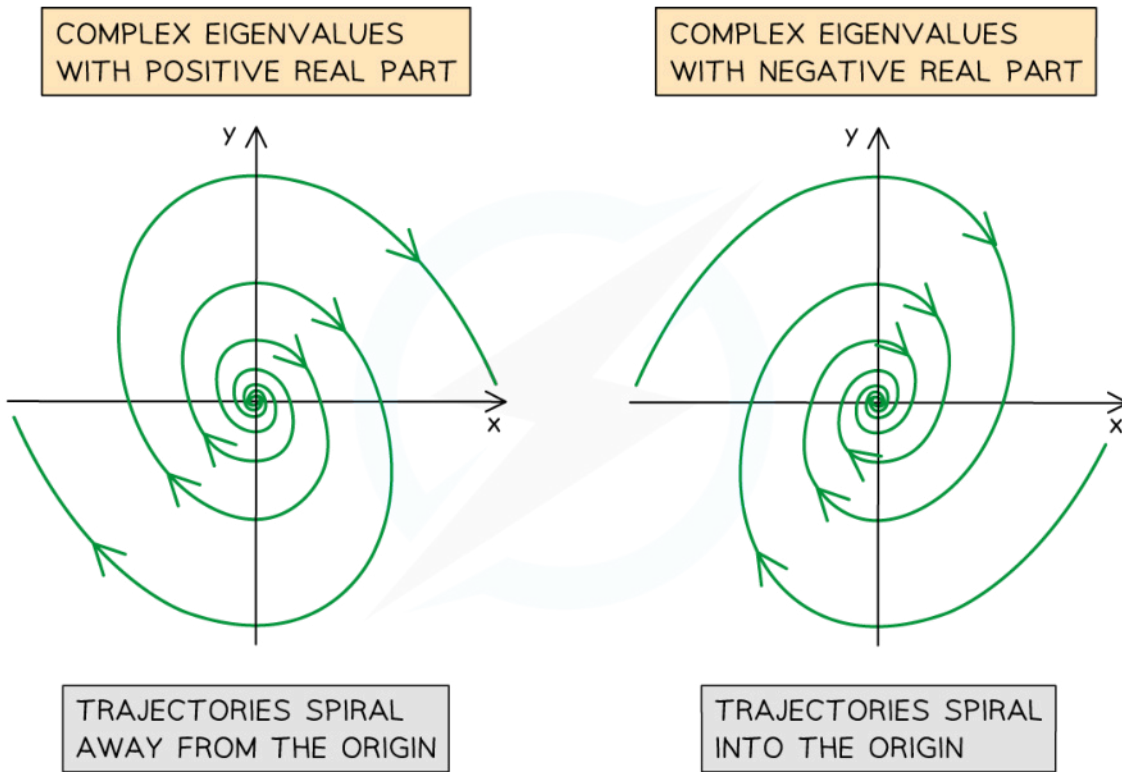 COMPLEX EIGENVALUES
WITH POSITIVE REAL PART
COMPLEX EIGENVALUES
WITH NEGATIVE REAL PART
y
x
y
x
TRAJECTORIES SPIRAL
AWAY FROM THE ORIGIN
TRAJECTORIES SPIRAL
INTO THE ORIGIN